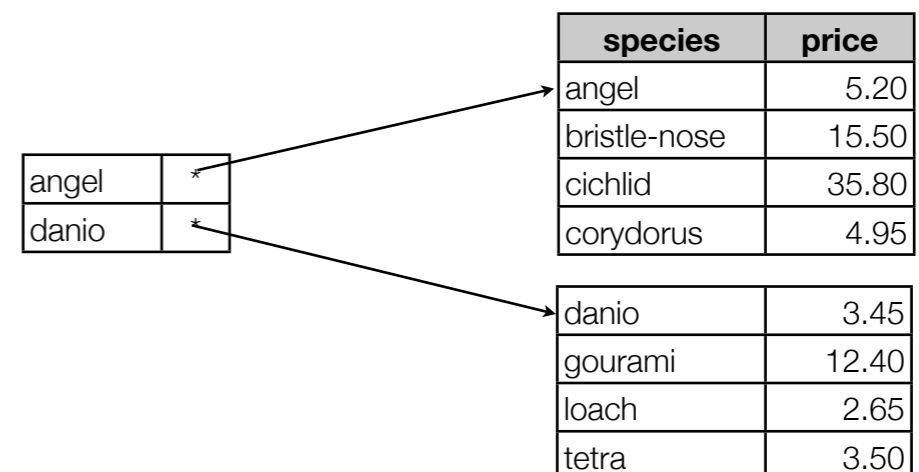 species price
angel 5.20
bristle-nose 15.50
cichlid 35.80
corydorus 4.95
angel *
danio *
danio 3.45
gourami 12.40
loach 2.65
tetra 3.50